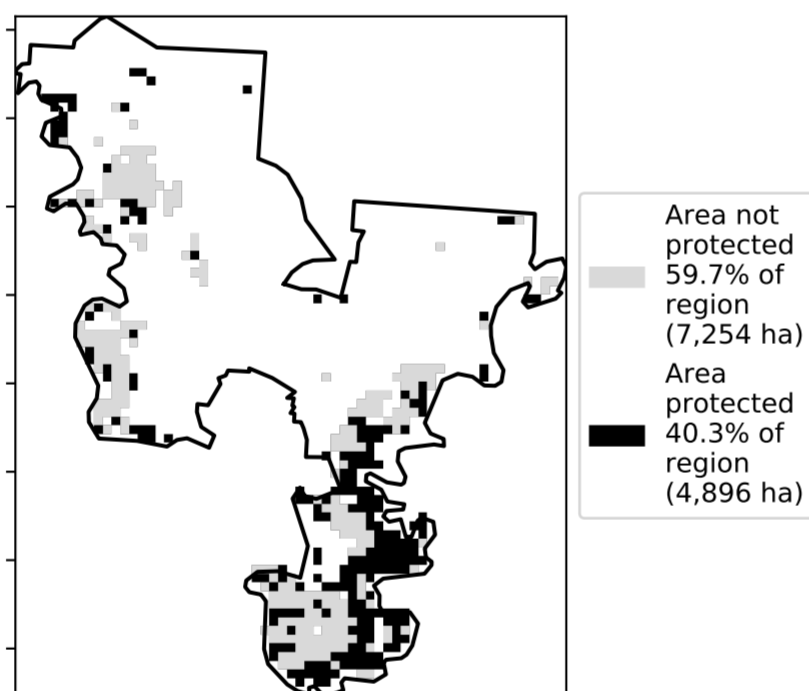 Area not
protected
59.7% of
region
(7,254 ha)
Area
protected
40.3% of
region
(4,896 ha)